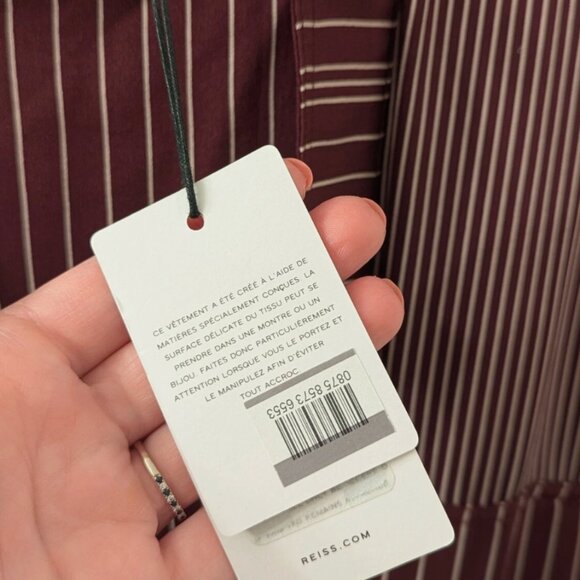 CE VÊTEMENT A ÉTÉ CRÉÉ À L'AIDE DE
MATIÈRES SPÉCIALEMENT CONÇUES. LA
SURFACE DÉLICATE DU TISSU PEUT SE
PRENDRE DANS UNE MONTRE OU UN
BIJOU. FAITES DONC PARTICULIÈREMENT
ATTENTION LORSQUE VOUS LE PORTEZ ET
LE MANIPULEZ AFIN D'ÉVITER
TOUT ACCROC.
0875 8573 6553
REMAINS
REISS.COM